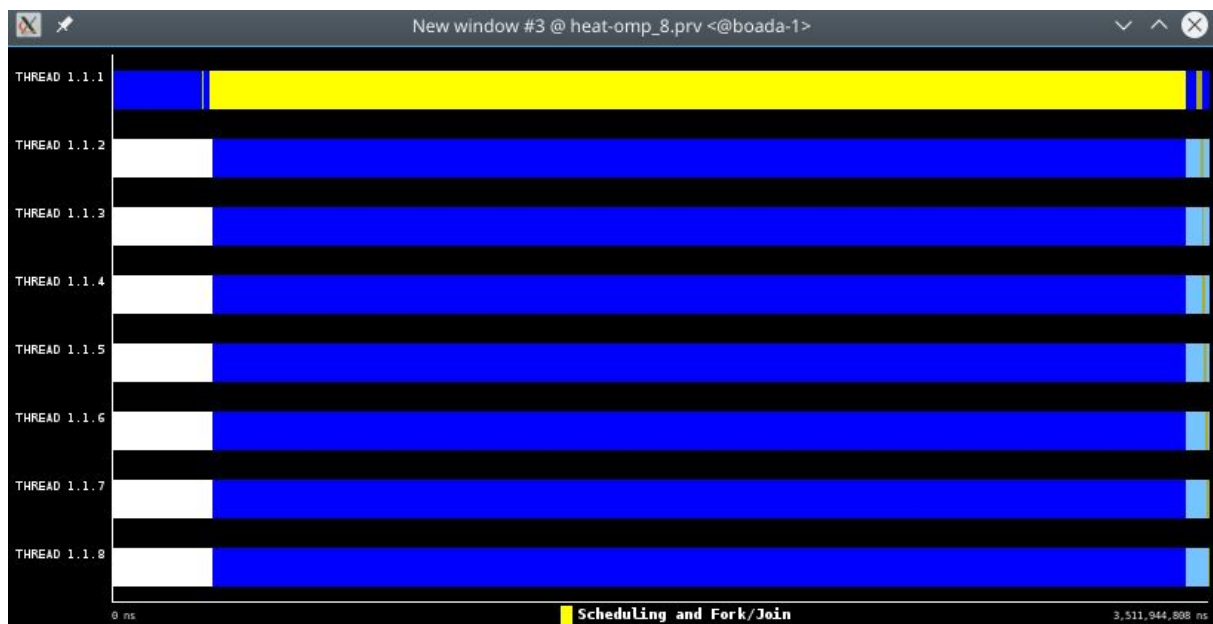 New window #3 @ heat-omp_8.prv <@boada-1>
THREAD 1.1.1
THREAD 1.1.2
THREAD 1.1.3
THREAD 1.1.4
THREAD 1.1.5
THREAD 1.1.6
THREAD 1.1.7
THREAD 1.1.8
0 ns
Scheduling and Fork/Join
3,511,944,808 ns